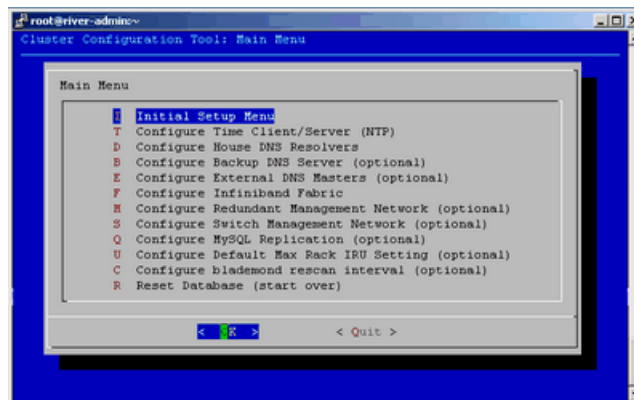 root@river-admin:~
Cluster Configuration Tool: Main Menu
Main Menu
I Initial Setup Menu
T Configure Time Client/Server (NTP)
D Configure House DNS Resolvers
B Configure Backup DNS Server (optional)
E Configure External DNS Masters (optional)
F Configure Infiniband Fabric
M Configure Redundant Management Network (optional)
S Configure Switch Management Network (optional)
Q Configure MySQL Replication (optional)
U Configure Default Max Rack IRU Setting (optional)
C Configure blademond rescan interval (optional)
R Reset Database (start over)
< OK > < Quit >